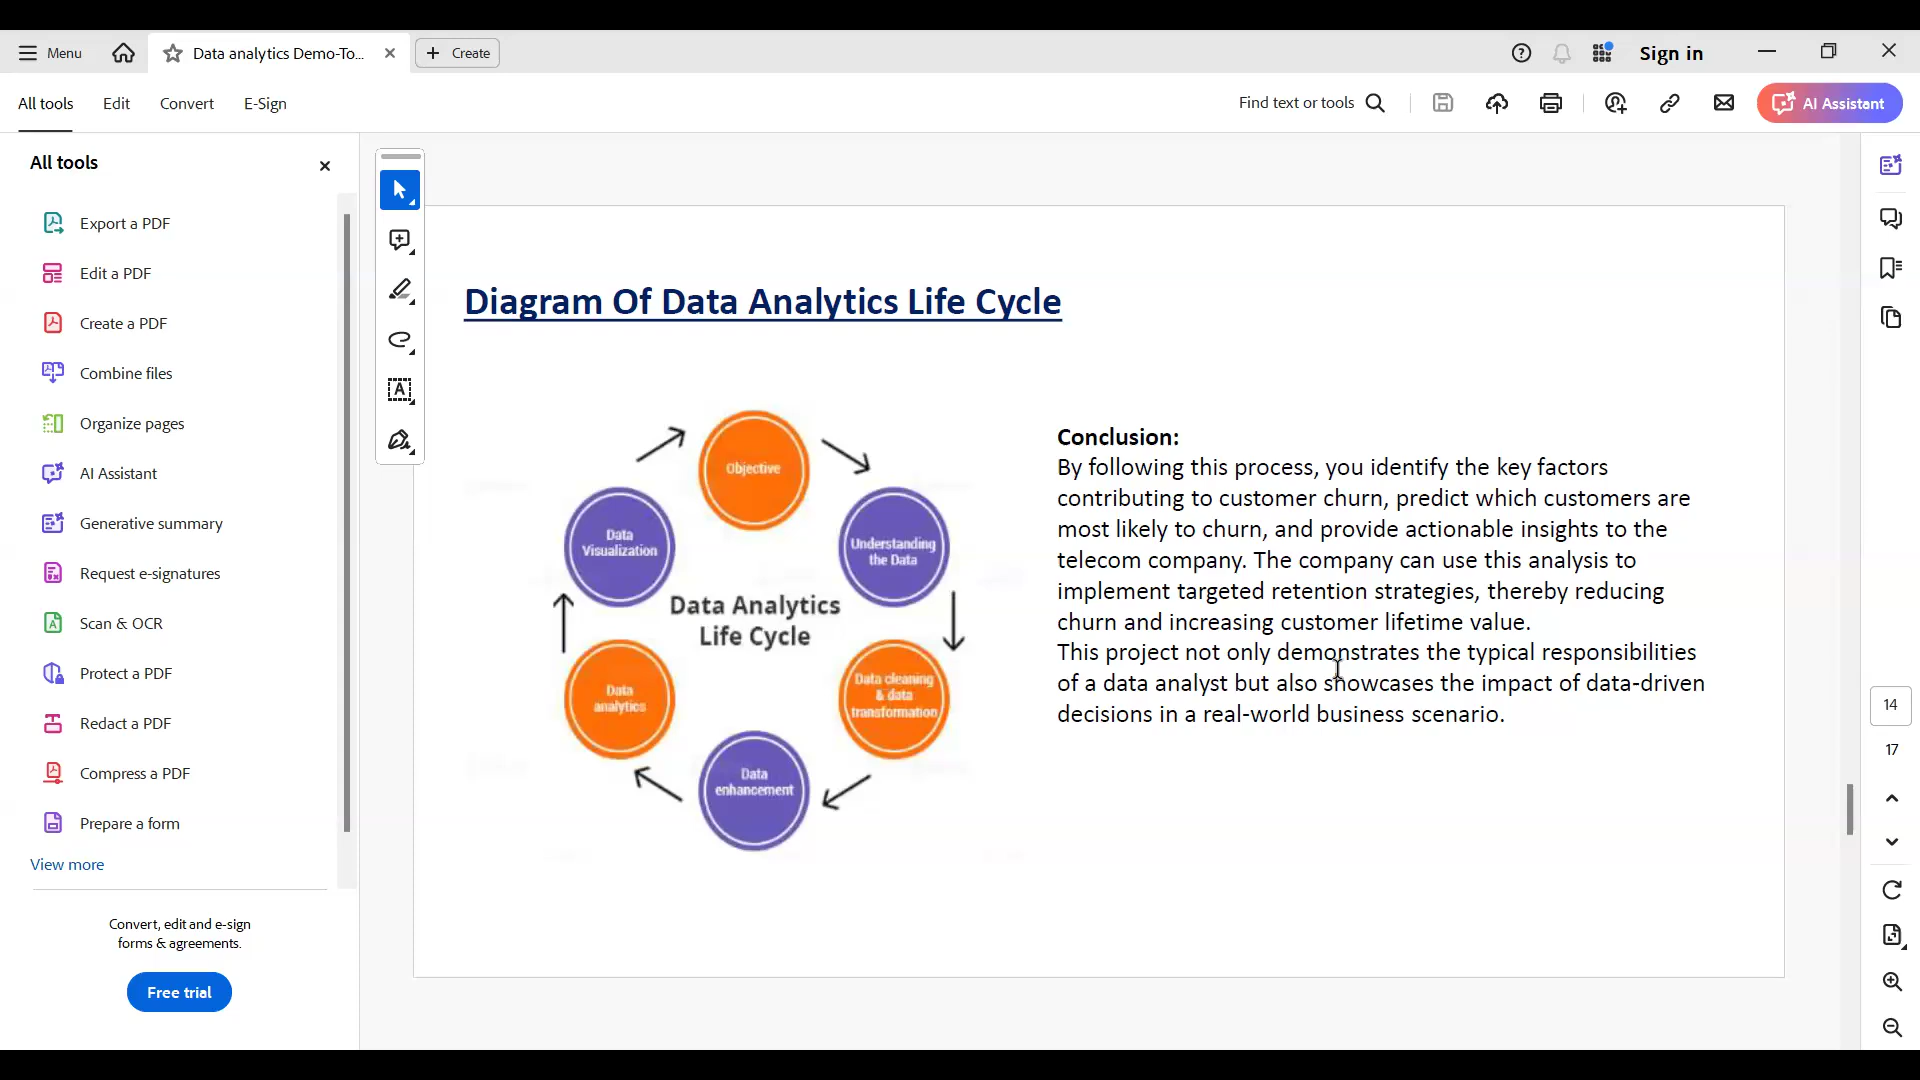 Menu
Data analytics Demo-To...
Create
Sign in
All tools
Edit
Convert
E-Sign
Find text or tools
AI Assistant
All tools
Export a PDF
Edit a PDF
Create a PDF
Combine files
Organize pages
AI Assistant
Generative summary
Request e-signatures
Scan & OCR
Protect a PDF
Redact a PDF
Compress a PDF
Prepare a form
View more
Convert, edit and e-sign
forms & agreements.
Free trial
Diagram Of Data Analytics Life Cycle
Objective
Understanding
the Data
Data cleaning
& data
transformation
Data
enhancement
Data
analytics
Data
Visualization
Data Analytics
Life Cycle
Conclusion:
By following this process, you identify the key factors
contributing to customer churn, predict which customers are
most likely to churn, and provide actionable insights to the
telecom company. The company can use this analysis to
implement targeted retention strategies, thereby reducing
churn and increasing customer lifetime value.
This project not only demonstrates the typical responsibilities
of a data analyst but also showcases the impact of data-driven
decisions in a real-world business scenario.
14
17